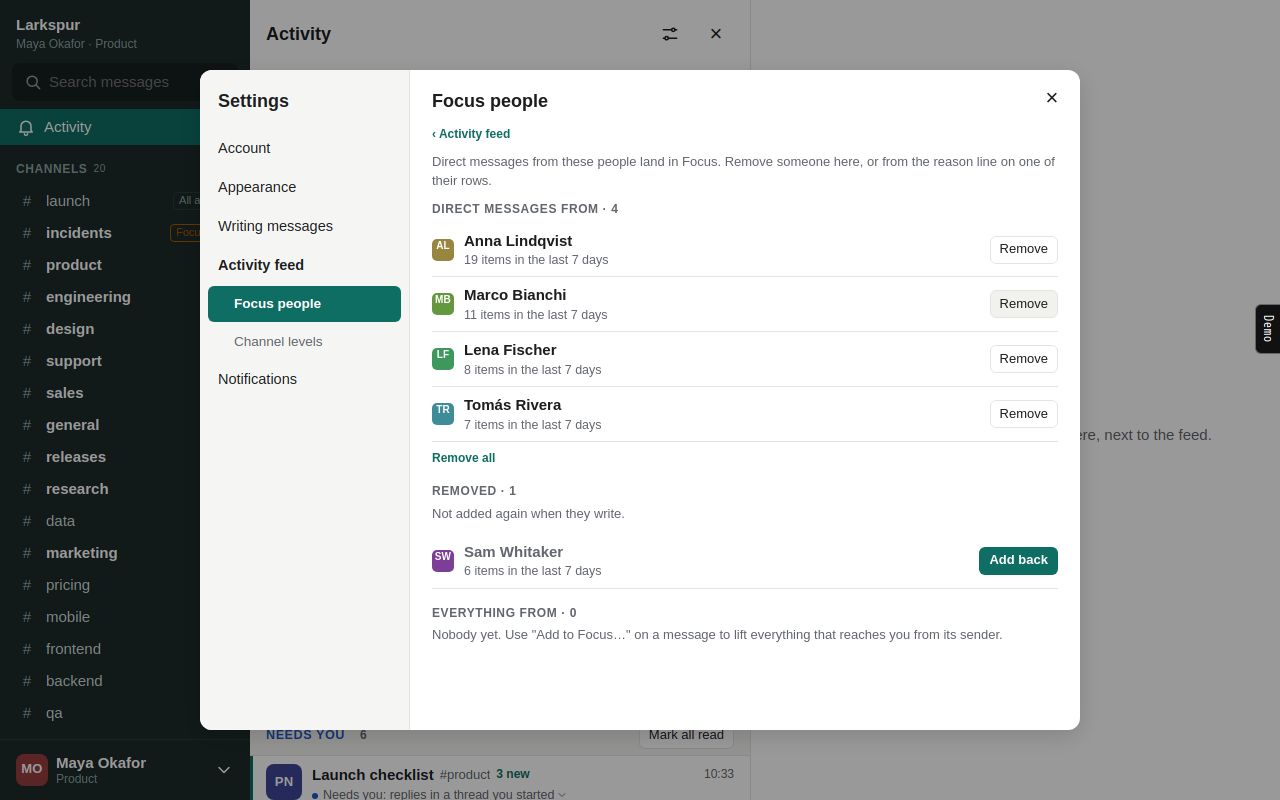 Larkspur
Maya Okafor · Product
Search messages
Activity
CHANNELS 20
# launch
All a
# incidents
Focu
# product
# engineering
# design
# support
# sales
# general
# releases
# research
# data
# marketing
# pricing
# mobile
# frontend
# backend
# qa
MO
Maya Okafor
Product
Activity
Settings
Account
Appearance
Writing messages
Activity feed
Focus people
Channel levels
Notifications
Focus people
‹ Activity feed
Direct messages from these people land in Focus. Remove someone here, or from the reason line on one of
their rows.
DIRECT MESSAGES FROM · 4
AL
Anna Lindqvist
19 items in the last 7 days
Remove
MB
Marco Bianchi
11 items in the last 7 days
Remove
LF
Lena Fischer
8 items in the last 7 days
Remove
TR
Tomás Rivera
7 items in the last 7 days
Remove
Remove all
REMOVED · 1
Not added again when they write.
SW
Sam Whitaker
6 items in the last 7 days
Add back
EVERYTHING FROM · 0
Nobody yet. Use "Add to Focus…" on a message to lift everything that reaches you from its sender.
NEEDS YOU 6
Mark all read
PN
Launch checklist #product 3 new
10:33
Needs you: replies in a thread you started
ere, next to the feed.
Demo